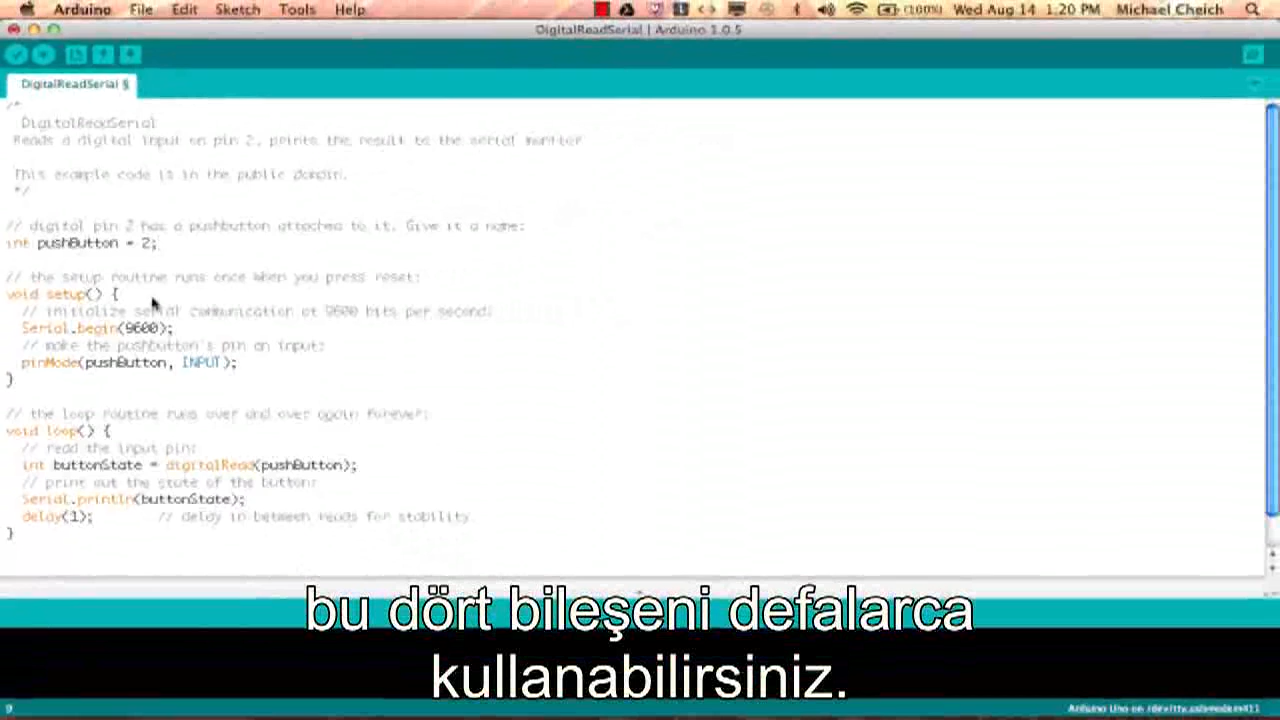 Arduino File Edit Sketch Tools Help (100%) Wed Aug 14 1:20 PM Michael Cheich
DigitalReadSerial | Arduino 1.0.5
DigitalReadSerial §
/*
DigitalReadSerial
Reads a digital input on pin 2, prints the result to the serial monitor
This example code is in the public domain.
*/
// digital pin 2 has a pushbutton attached to it. Give it a name:
int pushButton = 2;
// the setup routine runs once when you press reset:
void setup() {
// initialize serial communication at 9600 bits per second:
Serial.begin(9600);
// make the pushbutton's pin an input:
pinMode(pushButton, INPUT);
}
// the loop routine runs over and over again forever:
void loop() {
// read the input pin:
int buttonState = digitalRead(pushButton);
// print out the state of the button:
Serial.println(buttonState);
delay(1); // delay in between reads for stability
}
bu dört bileşeni defalarca
kullanabilirsiniz.
9 Arduino Uno on